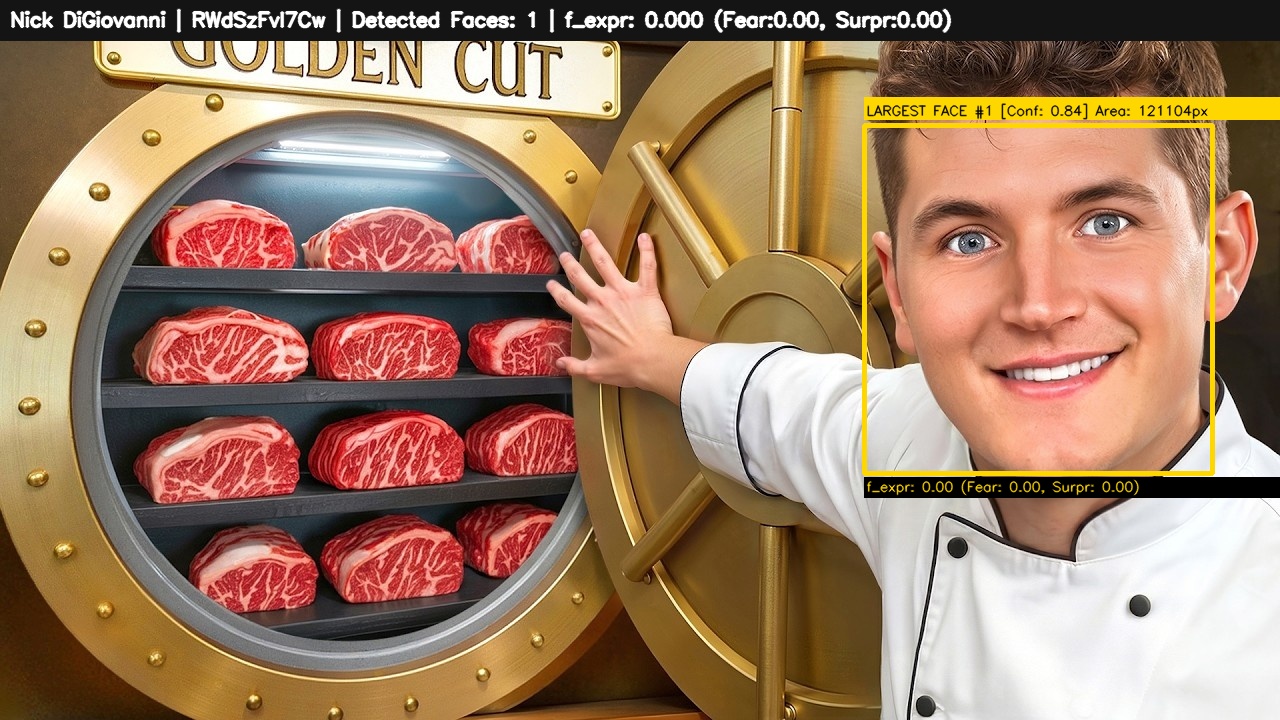 Nick DiGiovanni | RWdSzFvI7Cw | Detected Faces: 1 | f_expr: 0.000 (Fear:0.00, Surpr:0.00)
GOLDEN CUT
LARGEST FACE #1 [Conf: 0.84] Area: 121104px
f_expr: 0.00 (Fear: 0.00, Surpr: 0.00)